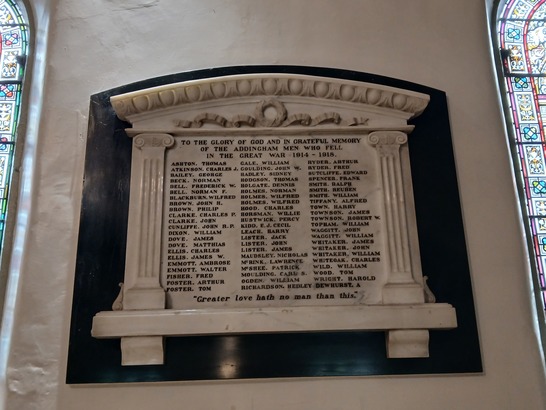 TO THE GLORY OF GOD AND IN GRATEFUL MEMORY
OF THE ADDINGHAM MEN WHO FELL
IN THE GREAT WAR 1914 - 1918.
ASHTON, THOMAS
ATKINSON, CHARLES J.
BAILEY, GEORGE
BECK, NORMAN
BELL, FREDERICK W.
BELL, NORMAN F.
BLACKBURN, WILFRED
BROWN, JOHN H.
BROWN, PHILIP
CLARKE, CHARLES P.
CLARKE, JOHN
CUNLIFFE, JOHN R.P.
DIXON, WILLIAM
DOVE, JAMES
DOVE, MATTHIAS
ELLIS, CHARLES
ELLIS, JAMES W.
EMMOTT, AMBROSE
EMMOTT, WALTER
FISHER, FRED
FOSTER, ARTHUR
FOSTER, TOM
GALE, WILLIAM
GOULDING, JOHN W.
HADLEY, SIDNEY
HODGSON, THOMAS
HOLGATE, DENNIS
HOLMES, NORMAN
HOLMES, WILFRED
HOLMES, WILFRED
HOOD, CHARLES
HORSMAN, WILLIE
HUSTWICK, PERCY
KIDD, E.J. CECIL
LEACH, HARRY
LISTER, JACK
LISTER, JOHN
LISTER, JAMES
MAUDSLEY, NICHOLAS
McSHEE, PATRICK
MOULDING, CARD S.
OGDEN, WILLIAM
RICHARDSON, HEDLEY DEWHURST, A
RYDER, ARTHUR
RYDER, FRED
SUTCLIFFE, EDWARD
SPENCER, FRANK
SMITH, RALPH
SMITH, REUBEN
SMITH, WILLIAM
TIFFANY, ALFRED
TOWN, HARRY
TOWNSON, JAMES
TOWNSON, ROBERT W.
TOPHAM, WILLIAM
WAGGITT, JOHN
WAGGITT, WILLIAM
WHITAKER, JAMES
WHITAKER, JOHN
WHITAKER, WILLIAM
WHITEOAK, CHARLES
WILD, WILLIAM
WOOD, TOM
WRIGHT, HAROLD
"Greater love hath no man than this."